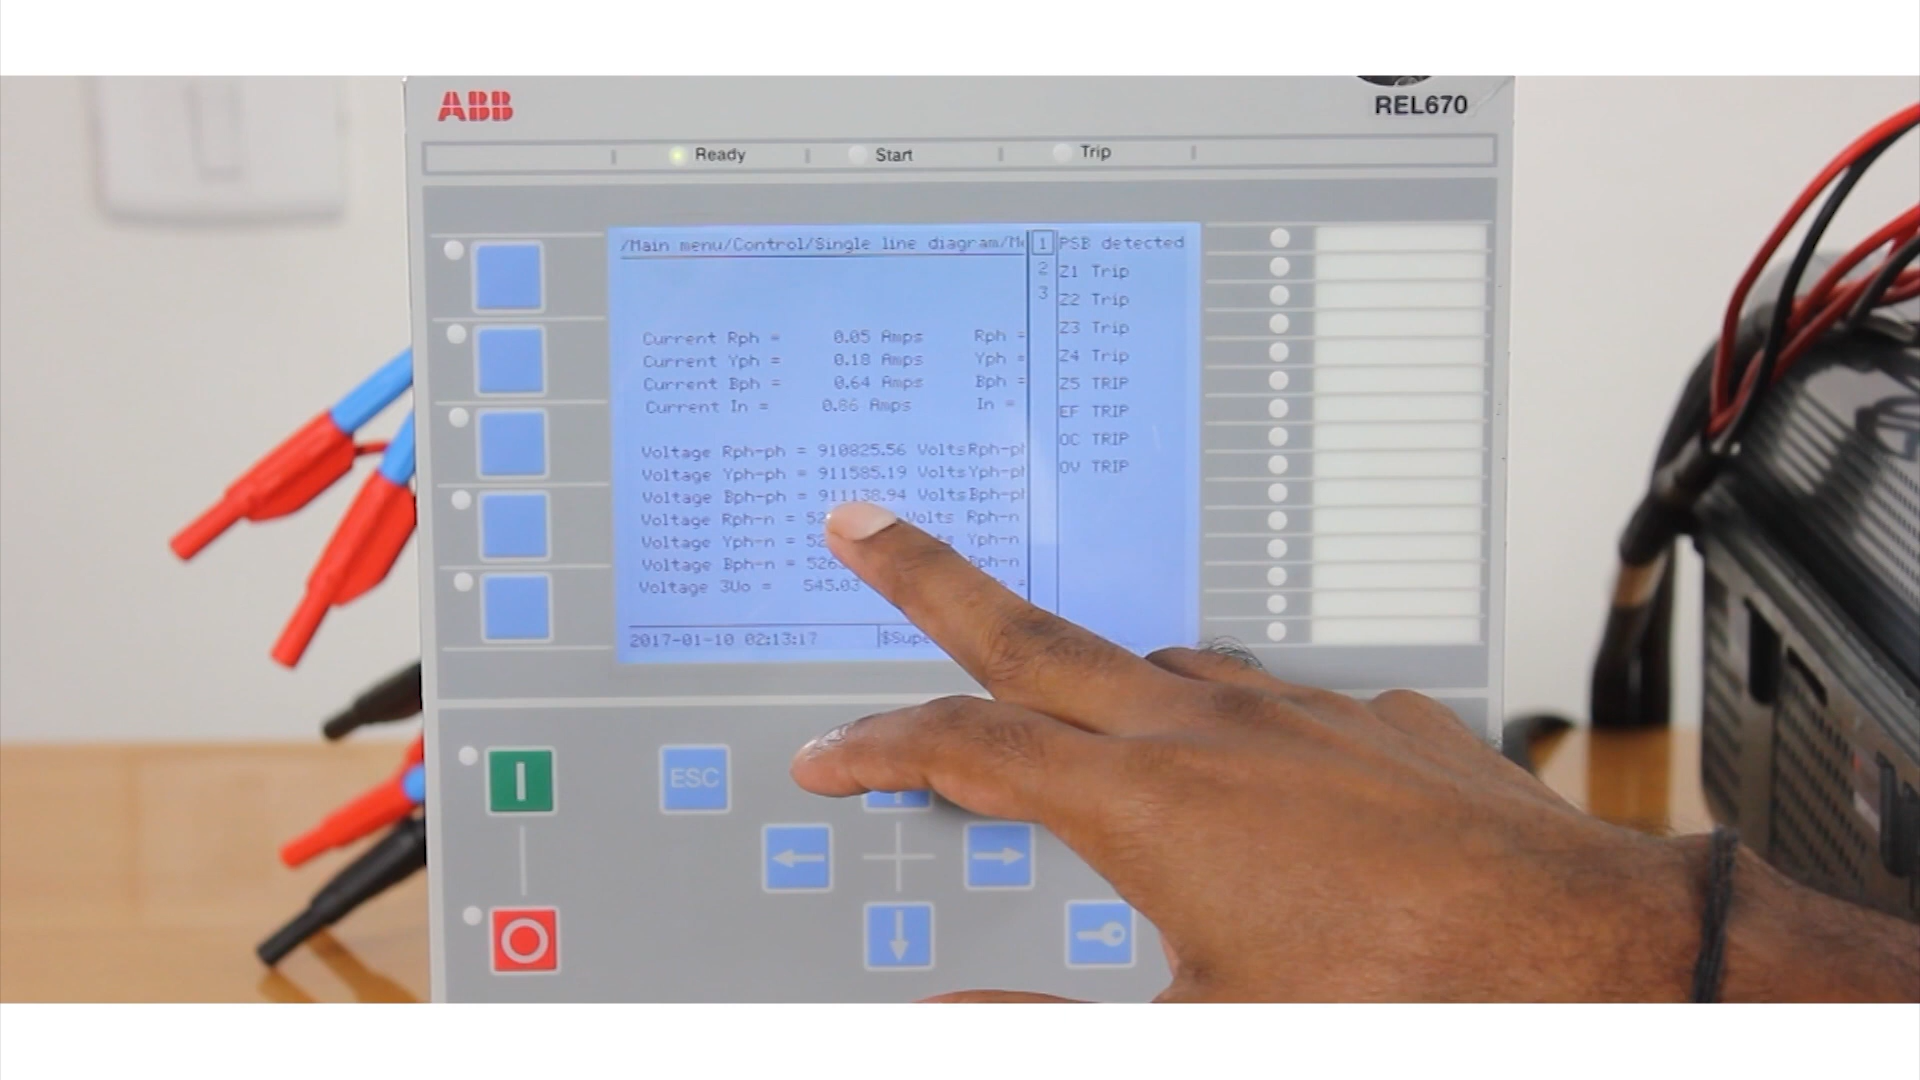 ABB
REL670
Ready
Start
Trip
/Main menu/Control/Single line diagram/Me
Current Rph = 0.05 Amps Rph =
Current Yph = 0.18 Amps Yph =
Current Bph = 0.64 Amps Bph =
Current In = 0.86 Amps In =
Voltage Rph-ph = 910825.56 Volts Rph-ph
Voltage Yph-ph = 911585.19 Volts Yph-ph
Voltage Bph-ph = 911138.94 Volts Bph-ph
Voltage Rph-n = 52 Volts Rph-n
Voltage Yph-n = 52 Yph-n
Voltage Bph-n = 526 Bph-n
Voltage 3Uo = 545.03
2017-01-10 02:13:17 $Supe
1 PSB detected
2 Z1 Trip
3 Z2 Trip
Z3 Trip
Z4 Trip
Z5 TRIP
EF TRIP
OC TRIP
OV TRIP
ESC